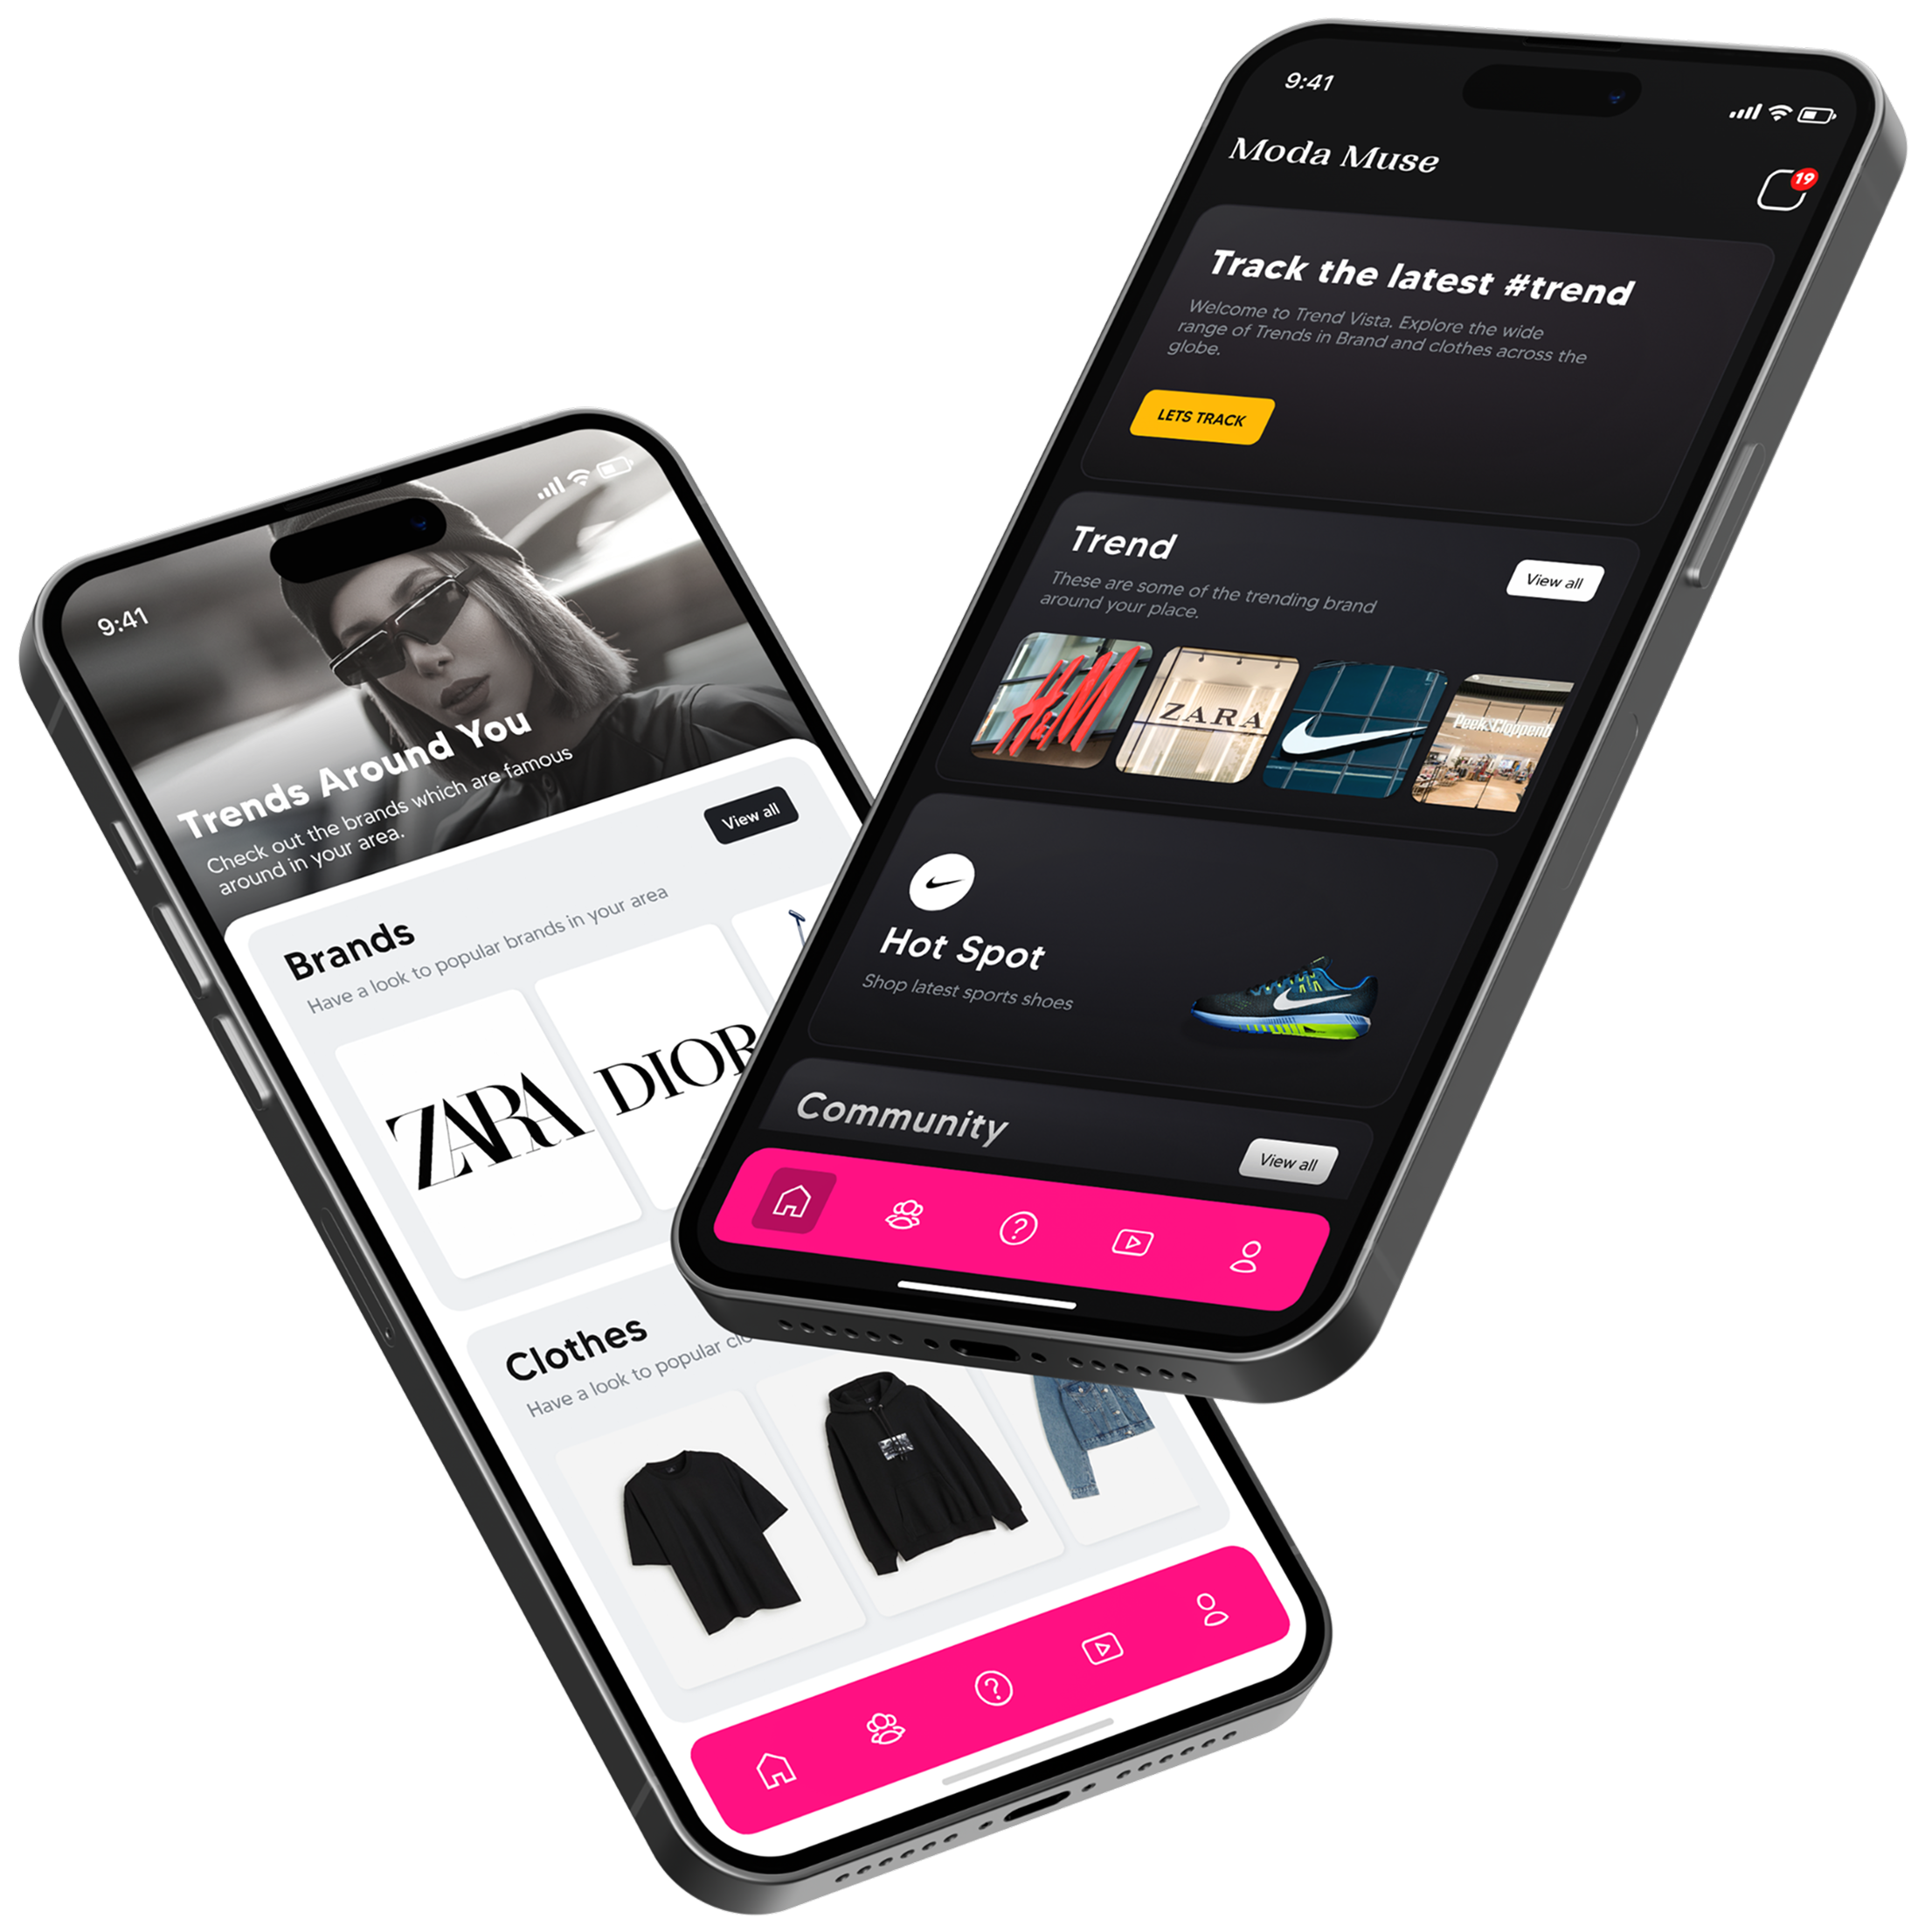 9:41
Moda Muse
19
Track the latest #trend
Welcome to Trend Vista. Explore the wide
range of Trends in Brand and clothes across the
globe.
LETS TRACK
Trend
View all
These are some of the trending brand
around your place.
H&M
ZARA
Peek&Cloppenb
Hot Spot
Shop latest sports shoes
Community
View all
9:41
Trends Around You
Check out the brands which are famous
around in your area.
View all
Brands
Have a look to popular brands in your area
ZARA
DIOR
Clothes
Have a look to popular clo